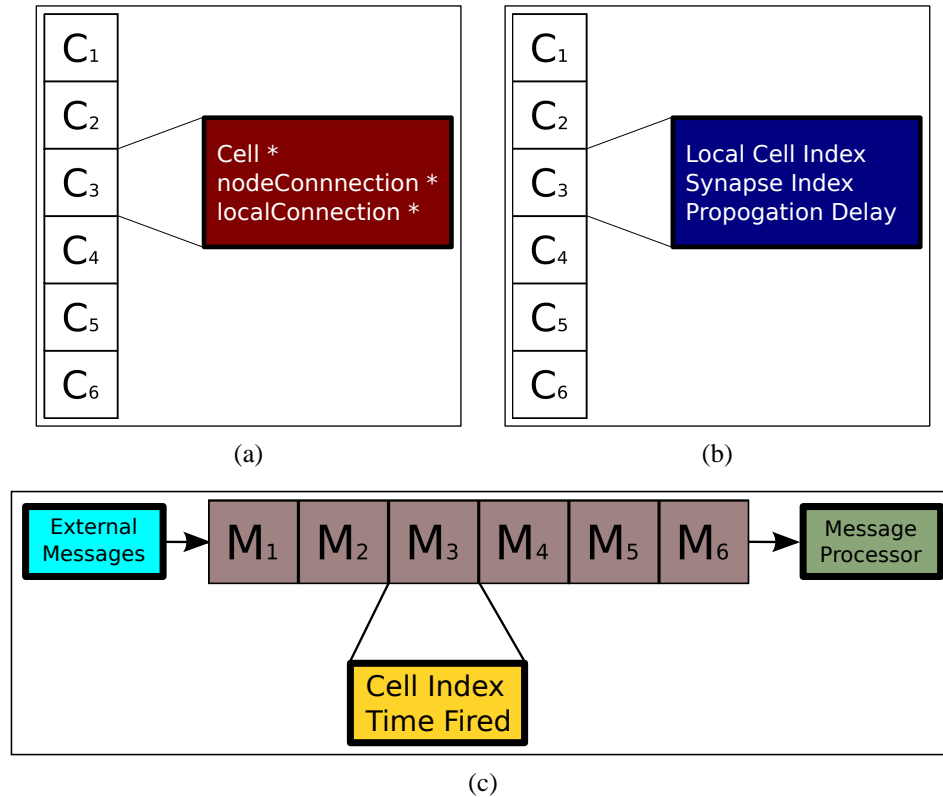 C1
C2
C3
C4
C5
C6
Cell *
nodeConnnection *
localConnection *
(a)
C1
C2
C3
C4
C5
C6
Local Cell Index
Synapse Index
Propogation Delay
(b)
External
Messages
M1 M2 M3 M4 M5 M6
Message
Processor
Cell Index
Time Fired
(c)